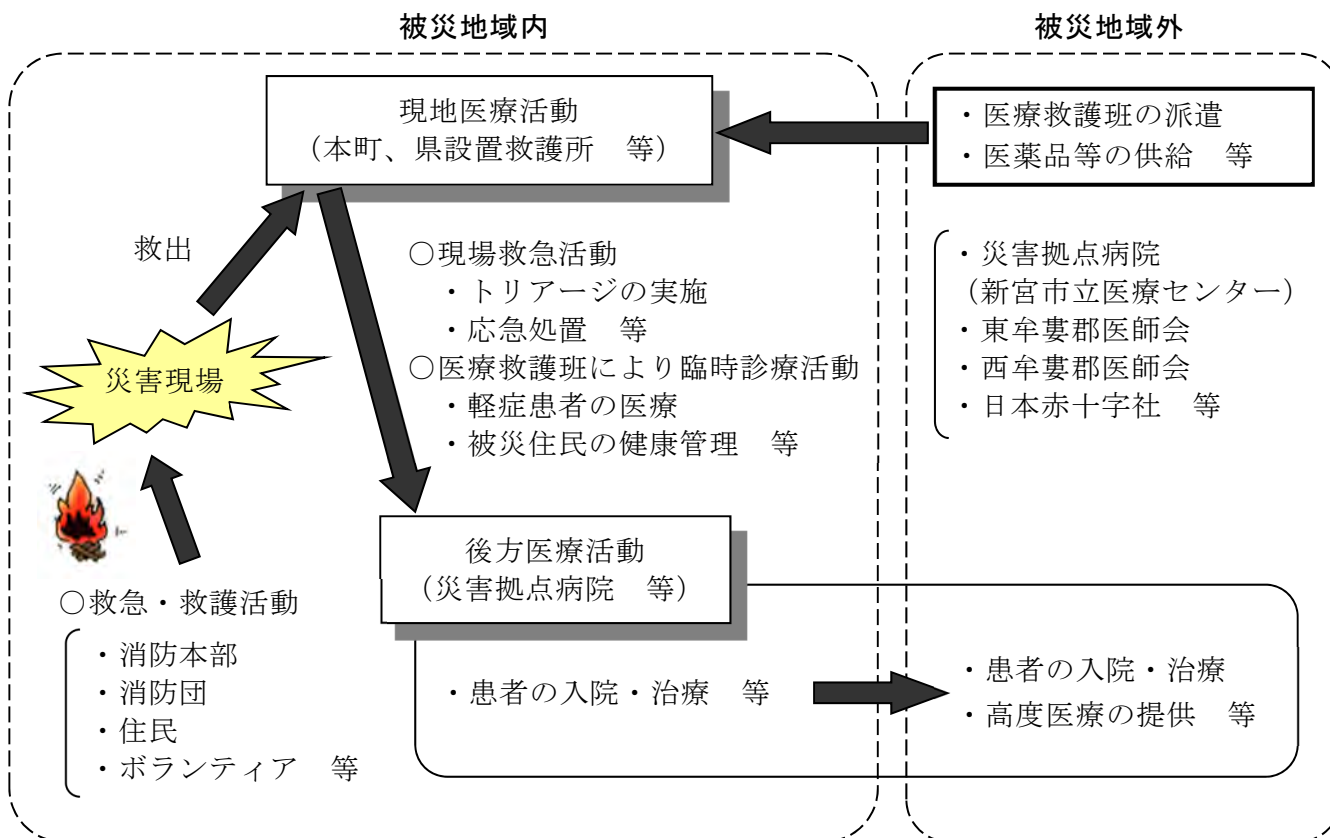 被災地域内
被災地域外
現地医療活動
（本町、県設置救護所　等）
・医療救護班の派遣
・医薬品等の供給　等
救出
○現場救急活動
・トリアージの実施
・応急処置　等
○医療救護班により臨時診療活動
・軽症患者の医療
・被災住民の健康管理　等
・災害拠点病院
（新宮市立医療センター）
・東牟婁郡医師会
・西牟婁郡医師会
・日本赤十字社　等
災害現場
後方医療活動
（災害拠点病院　等）
○救急・救護活動
・消防本部
・消防団
・住民
・ボランティア　等
・患者の入院・治療　等
・患者の入院・治療
・高度医療の提供　等